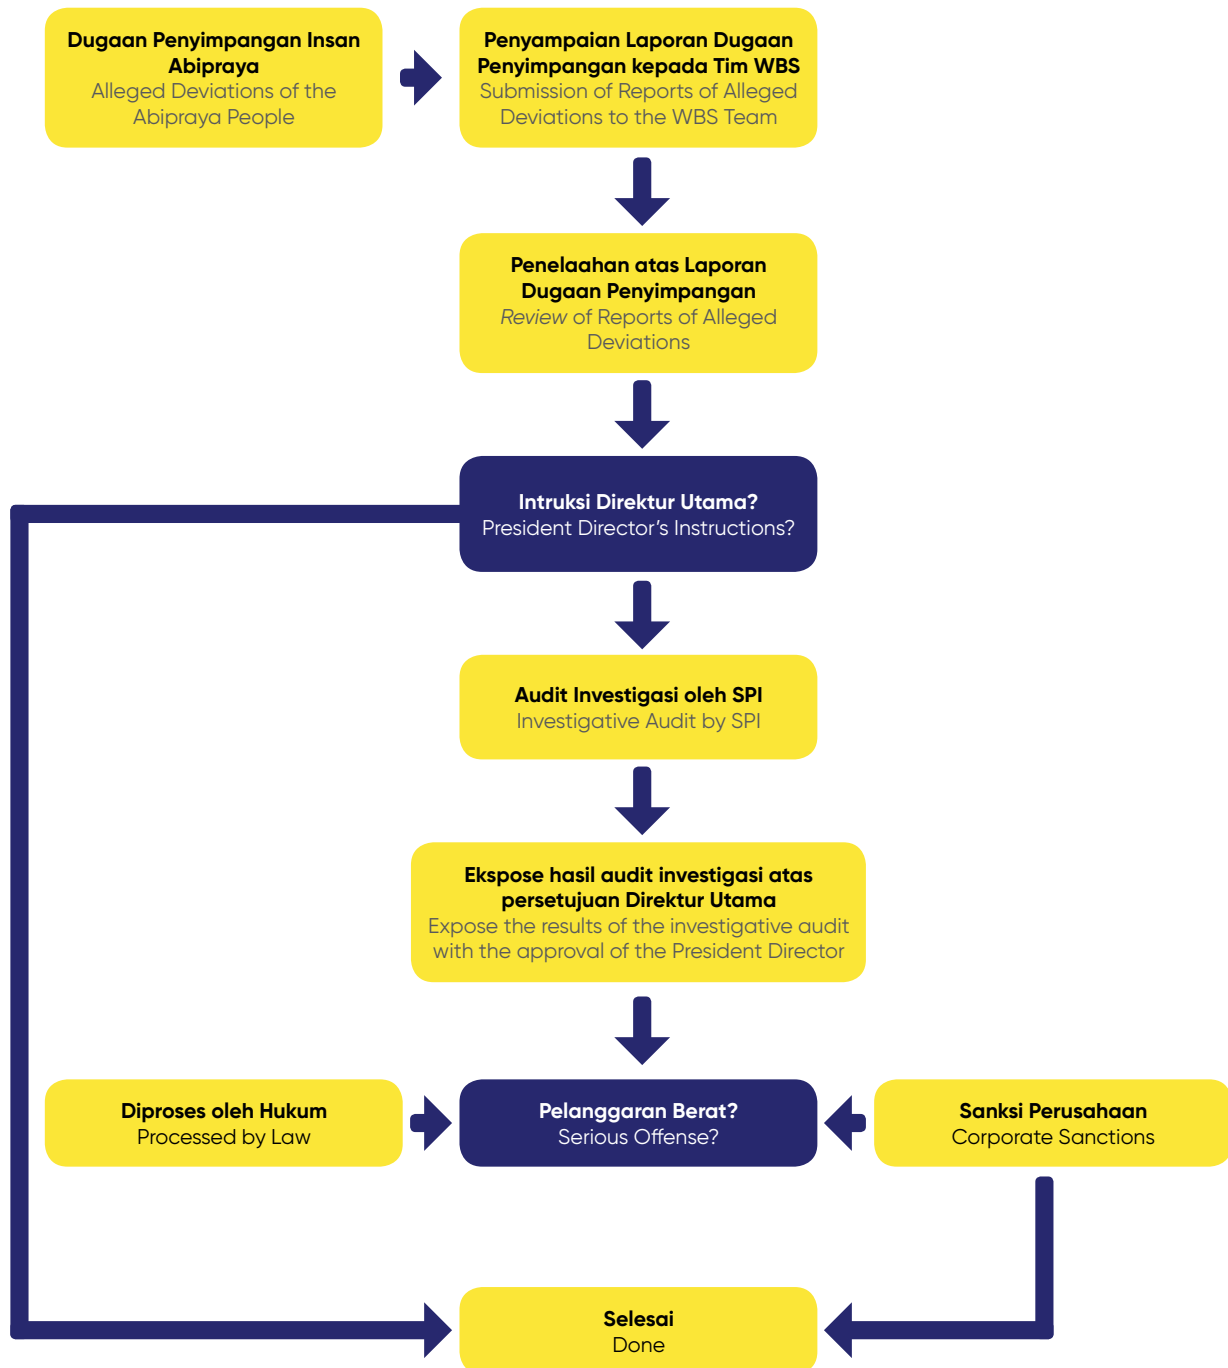 Dugaan Penyimpangan Insan
Abipraya
Alleged Deviations of the
Abipraya People
Penyampaian Laporan Dugaan
Penyimpangan kepada Tim WBS
Submission of Reports of Alleged
Deviations to the WBS Team
Penelaahan atas Laporan
Dugaan Penyimpangan
Review of Reports of Alleged
Deviations
Intruksi Direktur Utama?
President Director’s Instructions?
Audit Investigasi oleh SPI
Investigative Audit by SPI
Ekspose hasil audit investigasi atas
persetujuan Direktur Utama
Expose the results of the investigative audit
with the approval of the President Director
Diproses oleh Hukum
Processed by Law
Pelanggaran Berat?
Serious Offense?
Sanksi Perusahaan
Corporate Sanctions
Selesai
Done